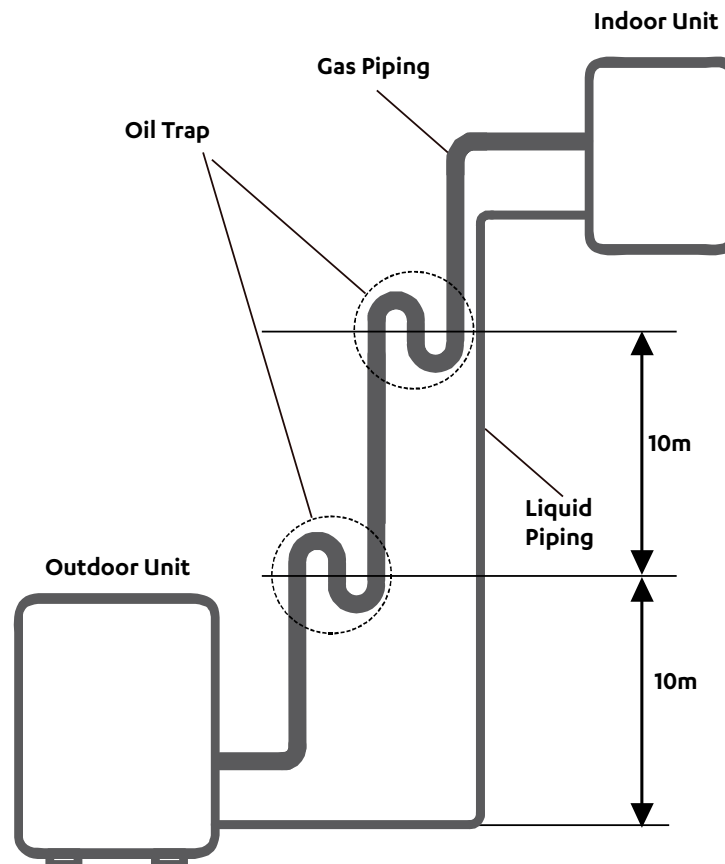 Indoor Unit
Gas Piping
Oil Trap
10m
Liquid
Piping
Outdoor Unit
10m